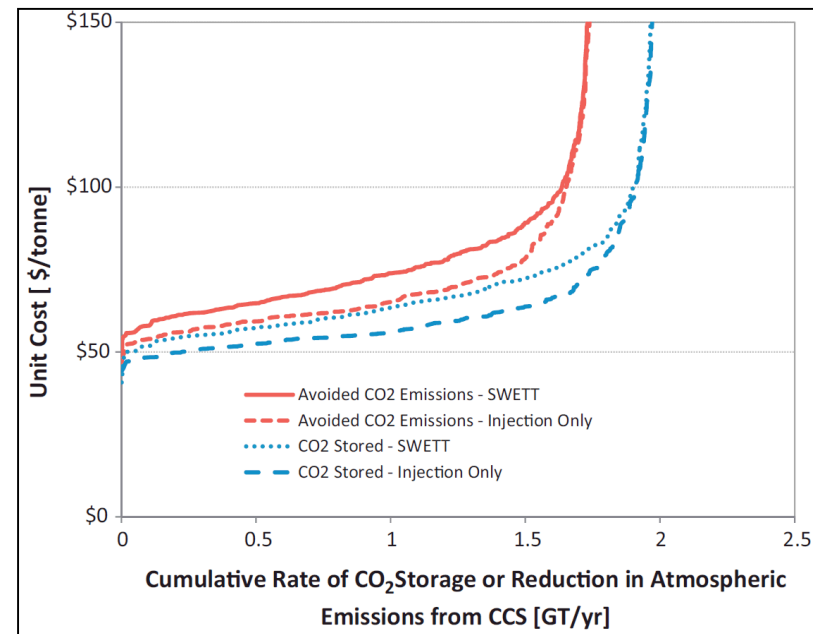 $150
$100
$50
$0
Unit Cost [ $/tonne]
Avoided CO2 Emissions - SWETT
Avoided CO2 Emissions - Injection Only
CO2 Stored - SWETT
CO2 Stored - Injection Only
0 0.5 1 1.5 2 2.5
Cumulative Rate of CO₂Storage or Reduction in Atmospheric
Emissions from CCS [GT/yr]